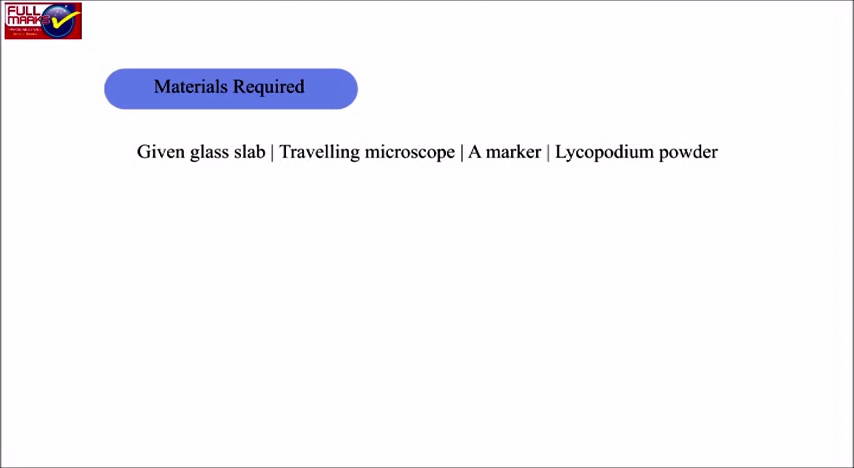 FULL
MARKS
Materials Required
Given glass slab | Travelling microscope | A marker | Lycopodium powder